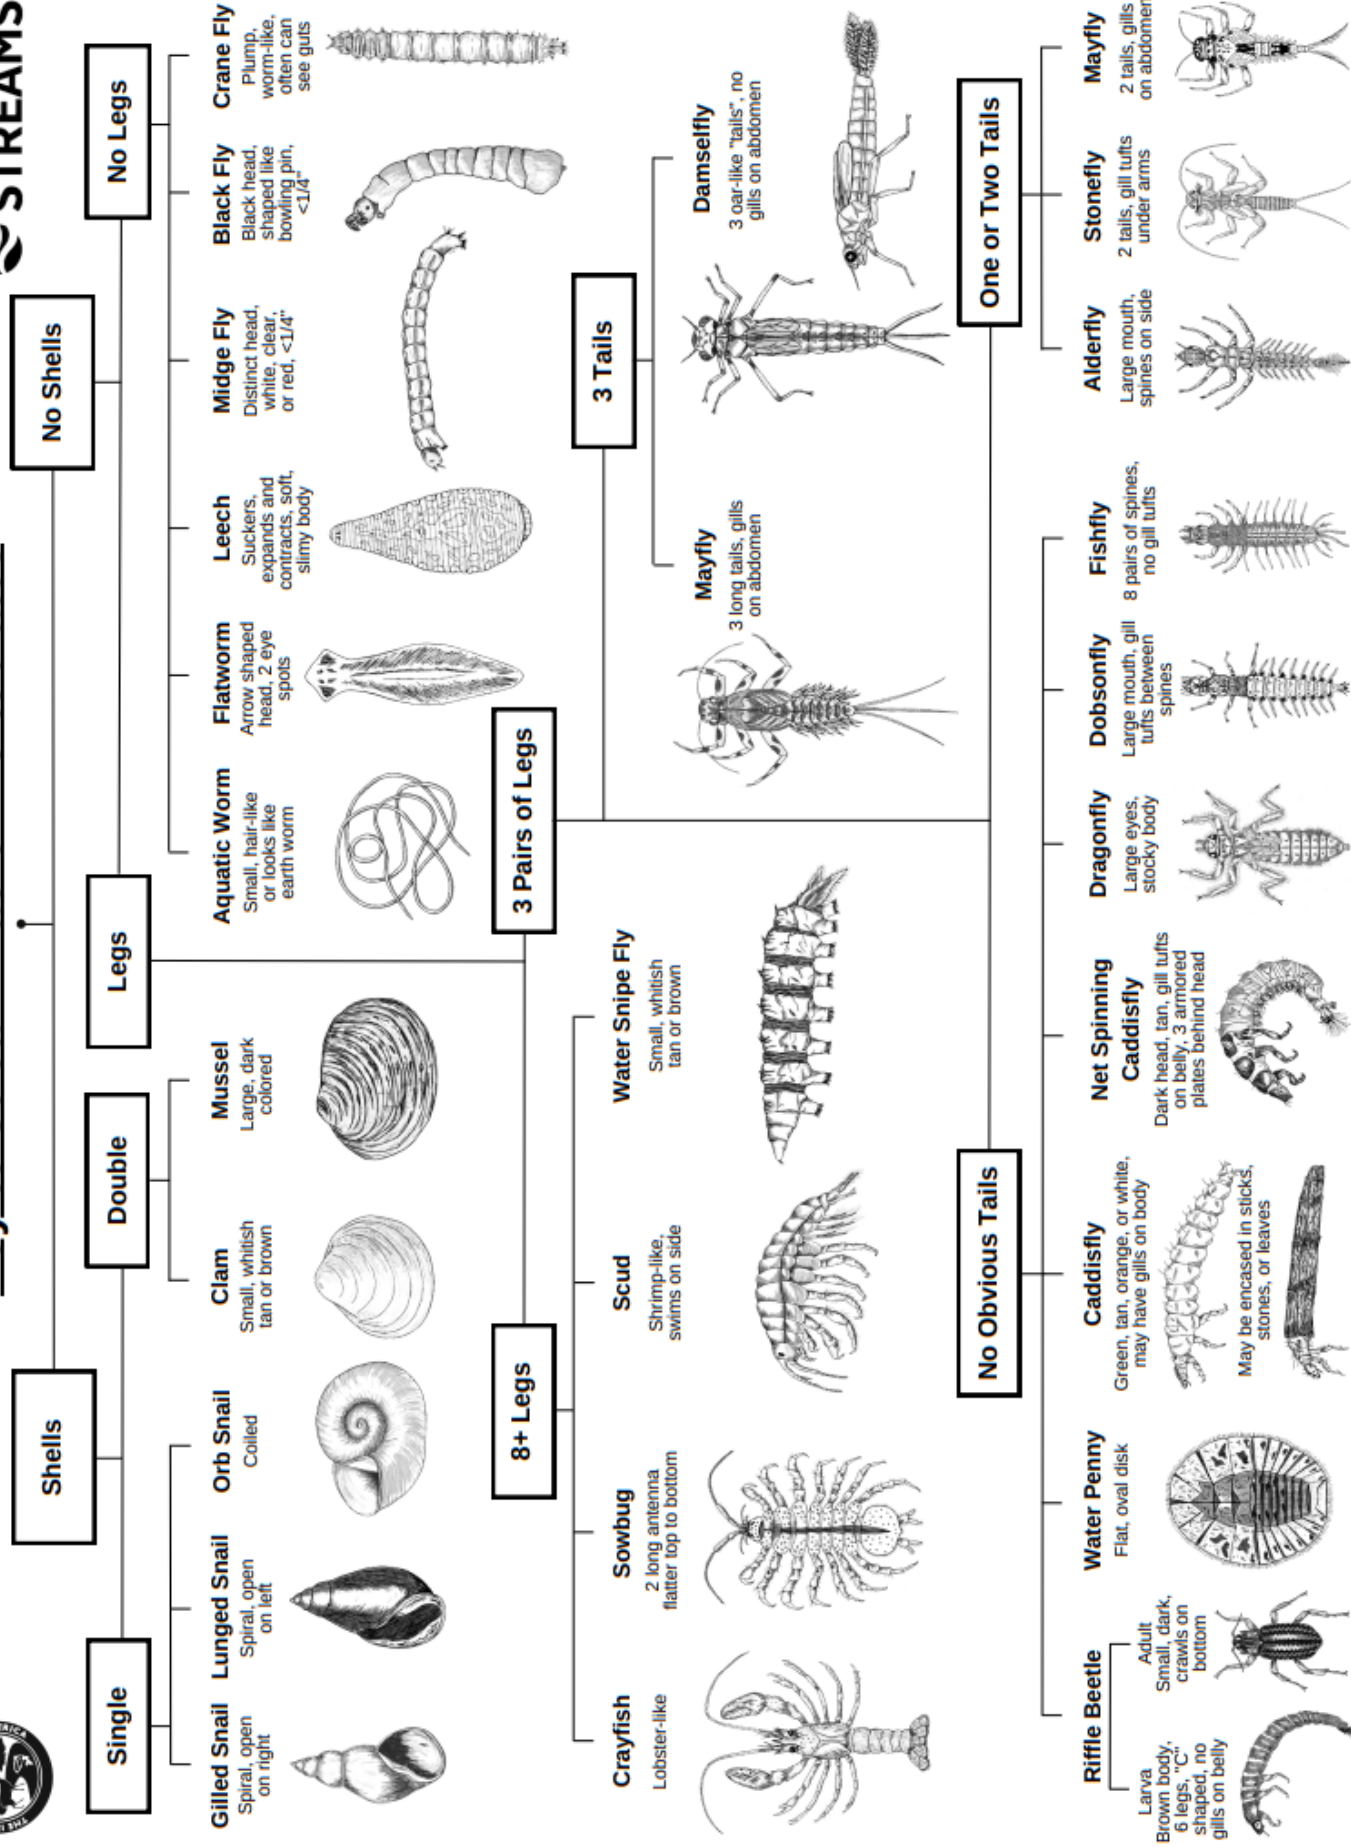 STREAMS
THE I
RICA
Shells
No Shells
Single
Double
Legs
No Legs
Gilled Snail
Spiral, open
on right
Lunged Snail
Spiral, open
on left
Orb Snail
Coiled
Clam
Small, whitish
tan or brown
Mussel
Large, dark
colored
Aquatic Worm
Small, hair-like
or looks like
earth worm
Flatworm
Arrow shaped
head, 2 eye
spots
Leech
Suckers,
expands and
contracts, soft,
slimy body
Midge Fly
Distinct head,
white, clear,
or red, <1/4"
Black Fly
Black head,
shaped like
bowling pin,
<1/4"
Crane Fly
Plump,
worm-like,
often can
see guts
8+ Legs
3 Pairs of Legs
3 Tails
Crayfish
Lobster-like
Sowbug
2 long antenna
flatter top to bottom
Scud
Shrimp-like,
swims on side
Water Snipe Fly
Small, whitish
tan or brown
Mayfly
3 long tails, gills
on abdomen
Damselfly
3 oar-like "tails", no
gills on abdomen
No Obvious Tails
One or Two Tails
Riffle Beetle
Larva
Brown body,
6 legs, "C"
shaped, no
gills on belly
Adult
Small, dark,
crawls on
bottom
Water Penny
Flat, oval disk
Caddisfly
Green, tan, orange, or white,
may have gills on body
May be encased in sticks,
stones, or leaves
Net Spinning
Caddisfly
Dark head, tan, gill tufts
on belly, 3 armored
plates behind head
Dragonfly
Large eyes,
stocky body
Dobsonfly
Large mouth, gill
tufts between
spines
Fishfly
8 pairs of spines,
no gill tufts
Alderfly
Large mouth,
spines on side
Stonefly
2 tails, gill tufts
under arms
Mayfly
2 tails, gills
on abdomen